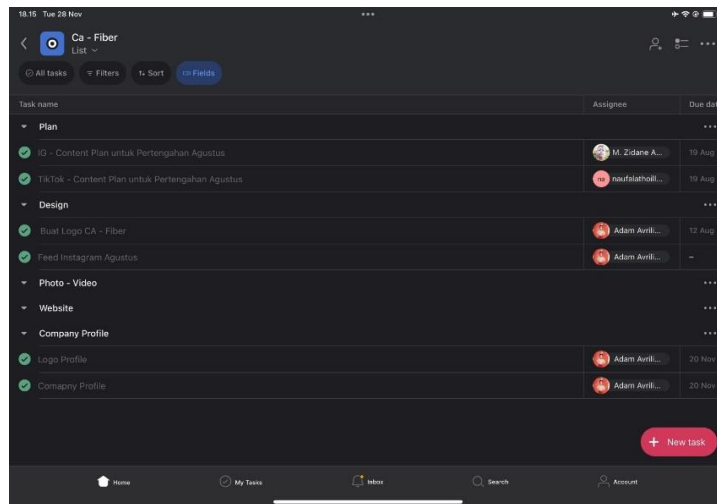 18.15 Tue 28 Nov
Ca - Fiber
List
All tasks Filters Sort Fields
Task name Assignee Due dat
Plan
IG - Content Plan untuk Pertengahan Agustus M. Zidane A... 19 Aug
TikTok - Content Plan untuk Pertengahan Agustus na naufalathoill... 19 Aug
Design
Buat Logo CA - Fiber Adam Avrili... 12 Aug
Feed Instagram Agustus Adam Avrili... –
Photo - Video
Website
Company Profile
Logo Profile Adam Avrili... 20 Nov
Comapny Profile Adam Avrili... 20 Nov
+ New task
Home My Tasks Inbox Search Account